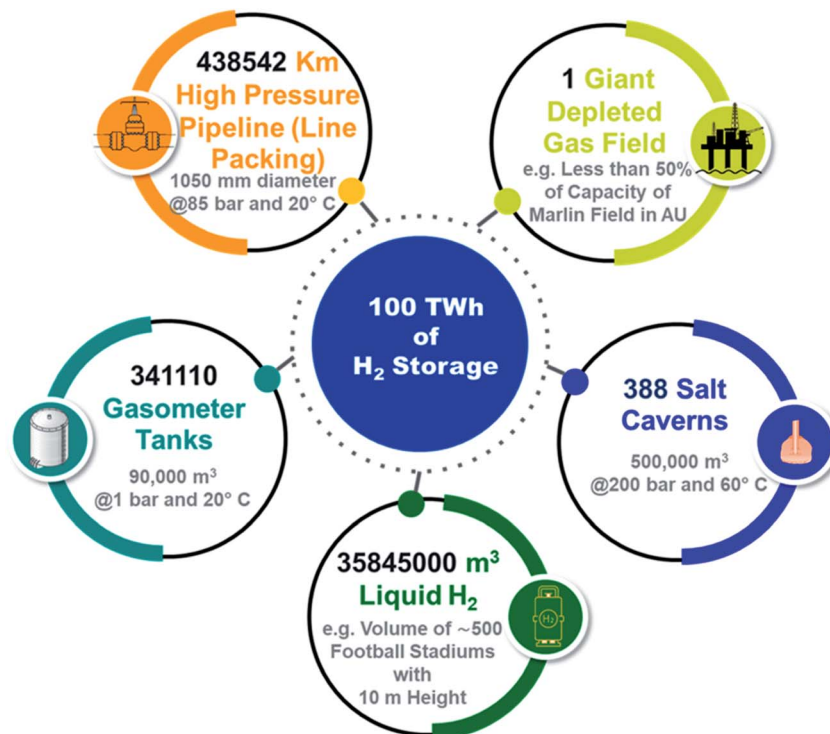 438542 Km
High Pressure
Pipeline (Line
Packing)
1050 mm diameter
@85 bar and 20° C
1 Giant
Depleted
Gas Field
e.g. Less than 50%
of Capacity of
Marlin Field in AU
100 TWh
of
H₂ Storage
341110
Gasometer
Tanks
90,000 m³
@1 bar and 20° C
388 Salt
Caverns
500,000 m³
@200 bar and 60° C
35845000 m³
Liquid H₂
e.g. Volume of ~500
Football Stadiums
with
10 m Height
H₂